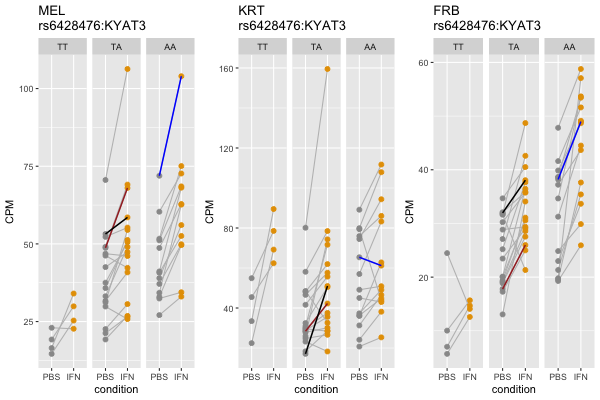 MEL
rs6428476:KYAT3
TT TA AA
100
75
50
25
CPM
PBS IFN PBS IFN PBS IFN
condition
KRT
rs6428476:KYAT3
TT TA AA
160
120
80
40
CPM
PBS IFN PBS IFN PBS IFN
condition
FRB
rs6428476:KYAT3
TT TA AA
60
40
20
CPM
PBS IFN PBS IFN PBS IFN
condition